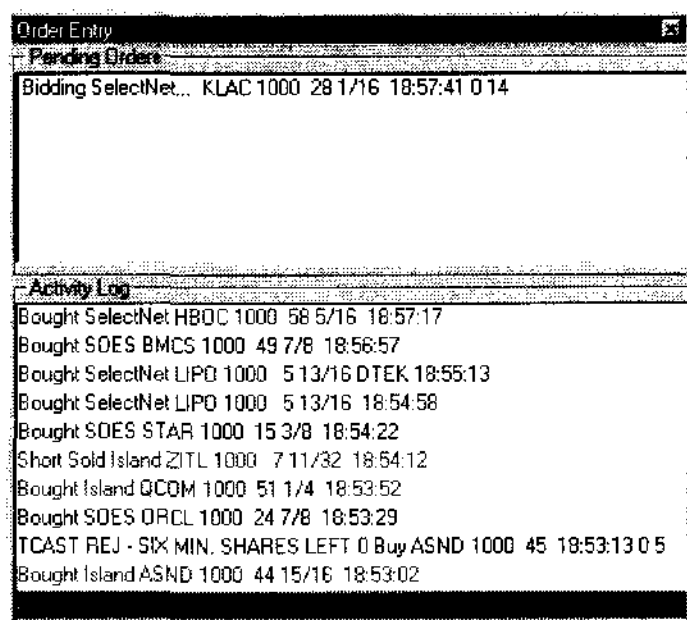 Order Entry
Pending Orders
Bidding SelectNet... KLAC 1000 28 1/16 18:57:41 0 14
Activity Log
Bought SelectNet HBOC 1000 58 5/16 18:57:17
Bought SOES BMCS 1000 49 7/8 18:56:57
Bought SelectNet LIPO 1000 5 13/16 DTEK 18:55:13
Bought SelectNet LIPO 1000 5 13/16 18:54:58
Bought SOES STAR 1000 15 3/8 18:54:22
Short Sold Island ZITL 1000 7 11/32 18:54:12
Bought Island QCOM 1000 51 1/4 18:53:52
Bought SOES ORCL 1000 24 7/8 18:53:29
TCAST REJ - SIX MIN. SHARES LEFT 0 Buy ASND 1000 45 18:53:13 0 5
Bought Island ASND 1000 44 15/16 18:53:02